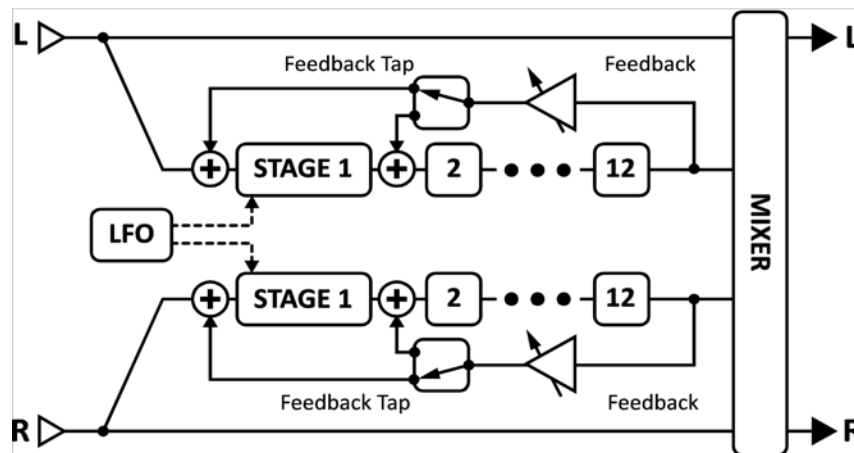 L
L
Feedback Tap
Feedback
+
STAGE 1
+
2
12
LFO
MIXER
+
STAGE 1
+
2
12
Feedback Tap
Feedback
R
R